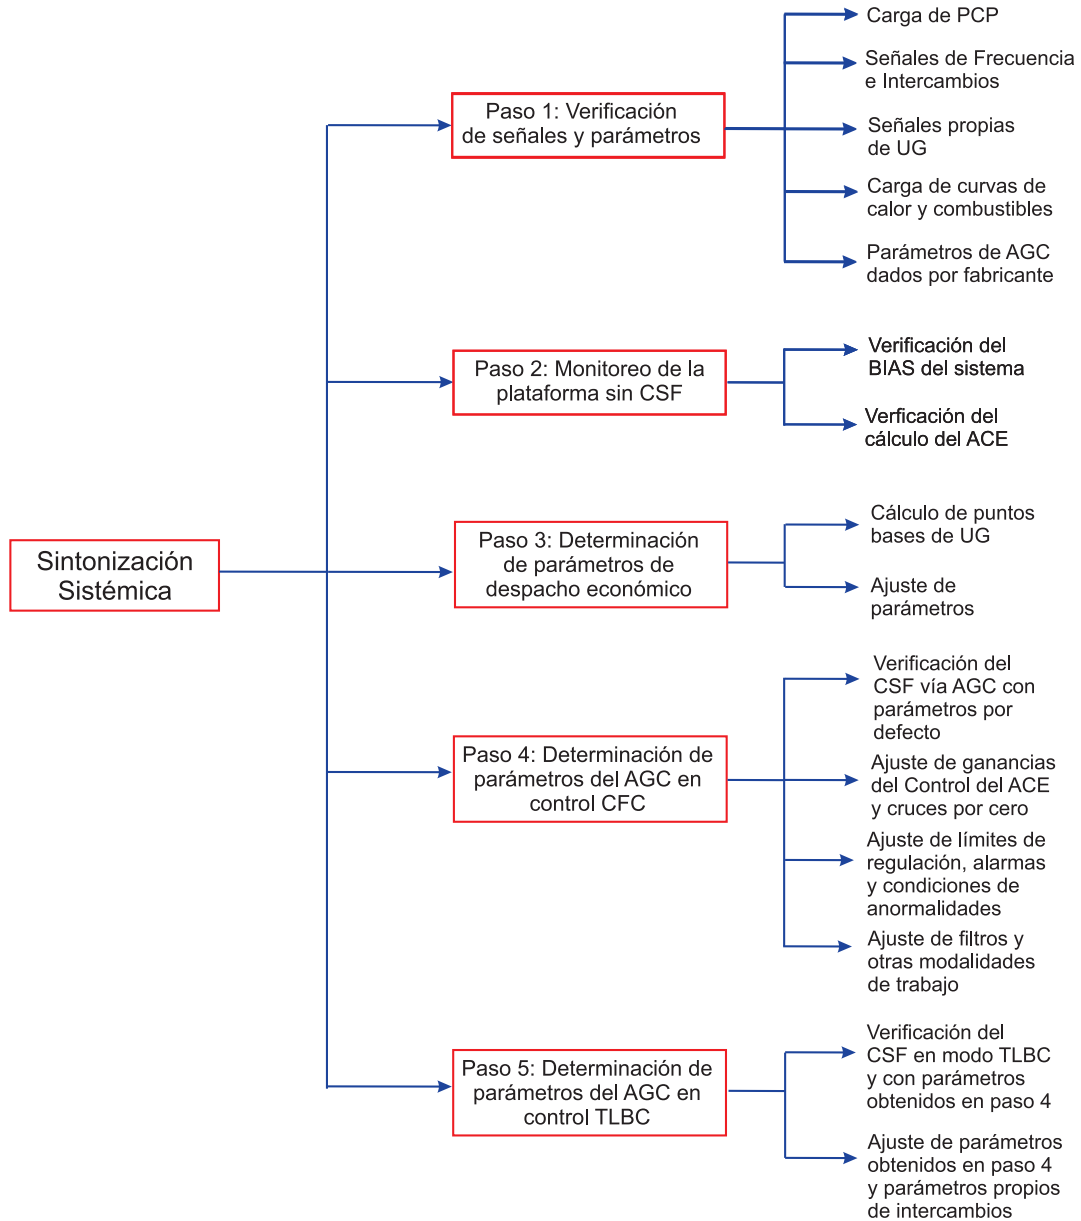 Sintonización
Sistémica
Paso 1: Verificación
de señales y parámetros
Carga de PCP
Señales de Frecuencia
e Intercambios
Señales propias
de UG
Carga de curvas de
calor y combustibles
Parámetros de AGC
dados por fabricante
Paso 2: Monitoreo de la
plataforma sin CSF
Verificación del
BIAS del sistema
Verficación del
cálculo del ACE
Paso 3: Determinación
de parámetros de
despacho económico
Cálculo de puntos
bases de UG
Ajuste de
parámetros
Paso 4: Determinación de
parámetros del AGC en
control CFC
Verificación del
CSF vía AGC con
parámetros por
defecto
Ajuste de ganancias
del Control del ACE
y cruces por cero
Ajuste de límites de
regulación, alarmas
y condiciones de
anormalidades
Ajuste de filtros y
otras modalidades
de trabajo
Paso 5: Determinación de
parámetros del AGC en
control TLBC
Verificación del
CSF en modo TLBC
y con parámetros
obtenidos en paso 4
Ajuste de parámetros
obtenidos en paso 4
y parámetros propios
de intercambios